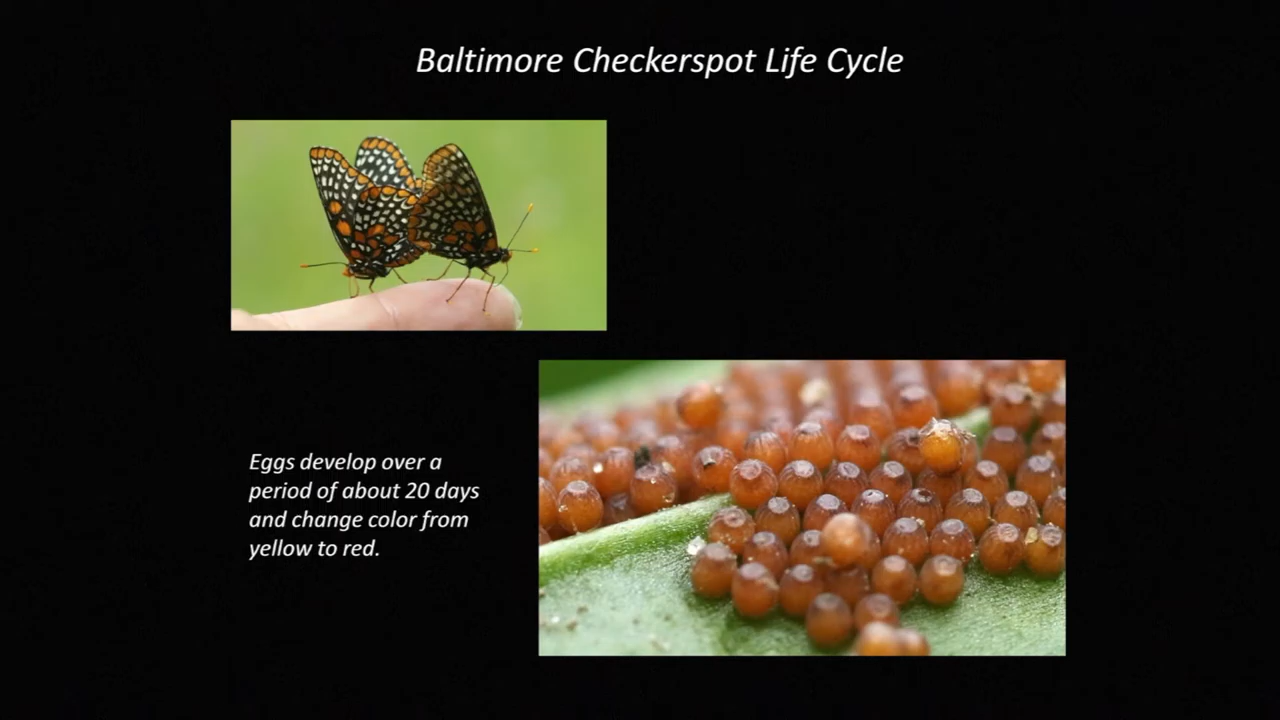 Baltimore Checkerspot Life Cycle
Eggs develop over a
period of about 20 days
and change color from
yellow to red.